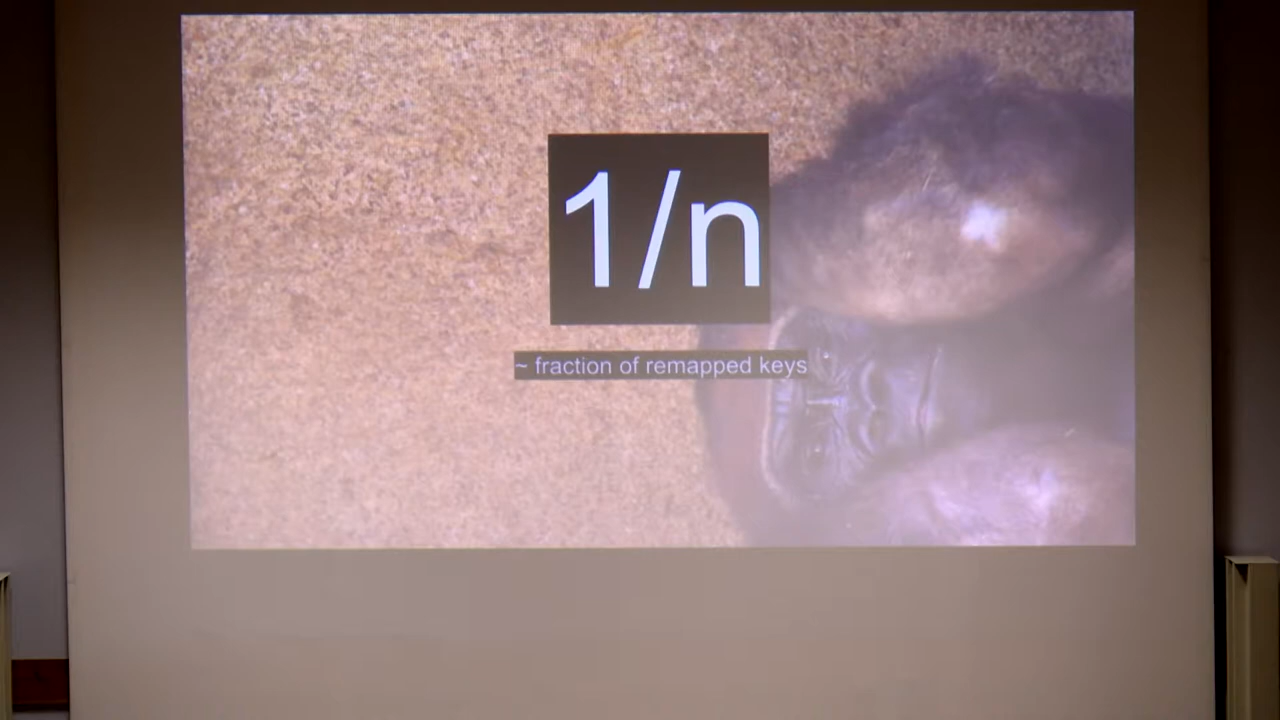 1/n
~ fraction of remapped keys